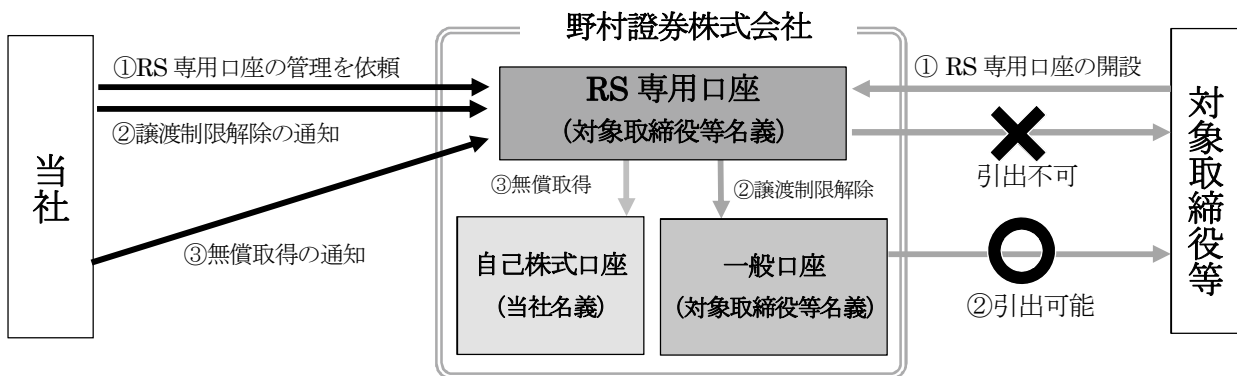 野村證券株式会社
当社
①RS 専用口座の管理を依頼
②譲渡制限解除の通知
③無償取得の通知
RS 専用口座
(対象取締役等名義)
③無償取得
②譲渡制限解除
自己株式口座
(当社名義)
一般口座
(対象取締役等名義)
① RS 専用口座の開設
引出不可
②引出可能
対象取締役等